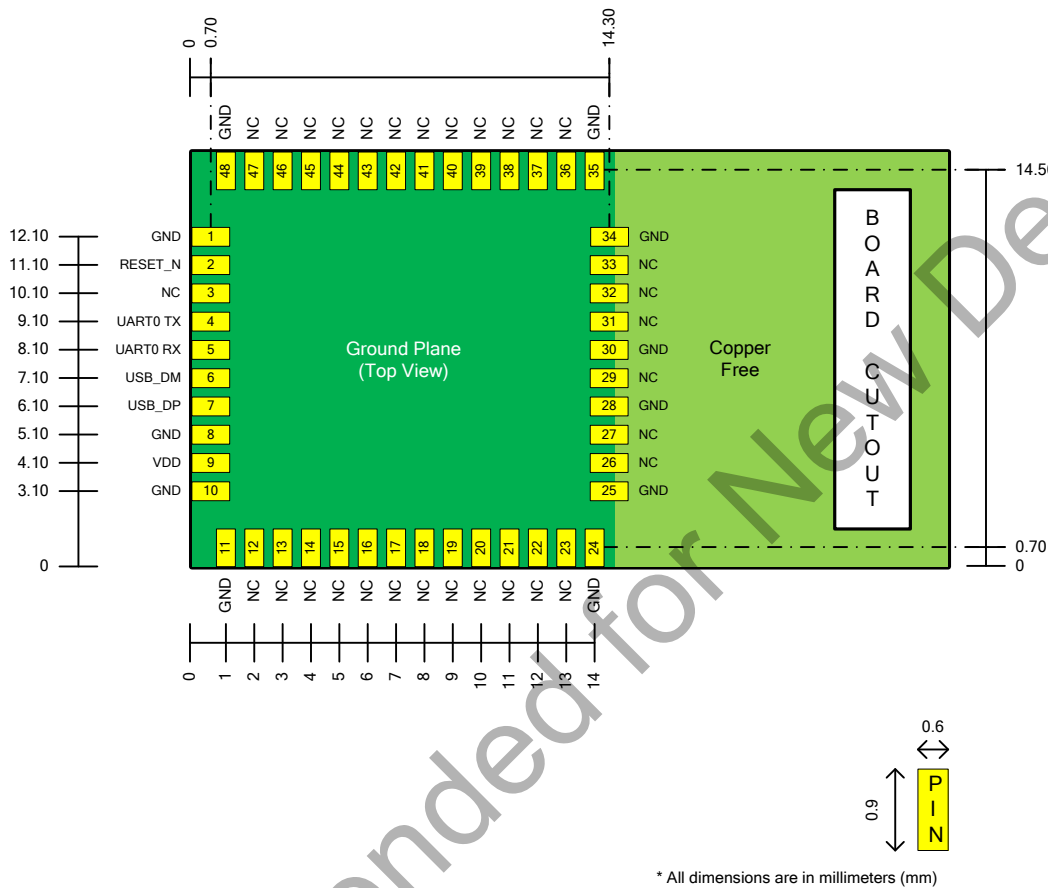 0
0.70
14.30
GND
NC
NC
NC
NC
NC
NC
NC
NC
NC
NC
NC
NC
GND
48
47
46
45
44
43
42
41
40
39
38
37
36
35
14.50
12.10
GND
1
34
GND
11.10
RESET_N
2
33
NC
10.10
NC
3
32
NC
9.10
UART0 TX
4
31
NC
8.10
UART0 RX
5
30
GND
7.10
USB_DM
6
29
NC
6.10
USB_DP
7
28
GND
5.10
GND
8
27
NC
4.10
VDD
9
26
NC
3.10
GND
10
25
GND
Ground Plane
(Top View)
Copper
Free
BOARD CUTOUT
11
12
13
14
15
16
17
18
19
20
21
22
23
24
0
0.70
0
GND
NC
NC
NC
NC
NC
NC
NC
NC
NC
NC
NC
NC
GND
0
1
2
3
4
5
6
7
8
9
10
11
12
13
14
0.6
0.9
PIN
* All dimensions are in millimeters (mm)
ended for New De